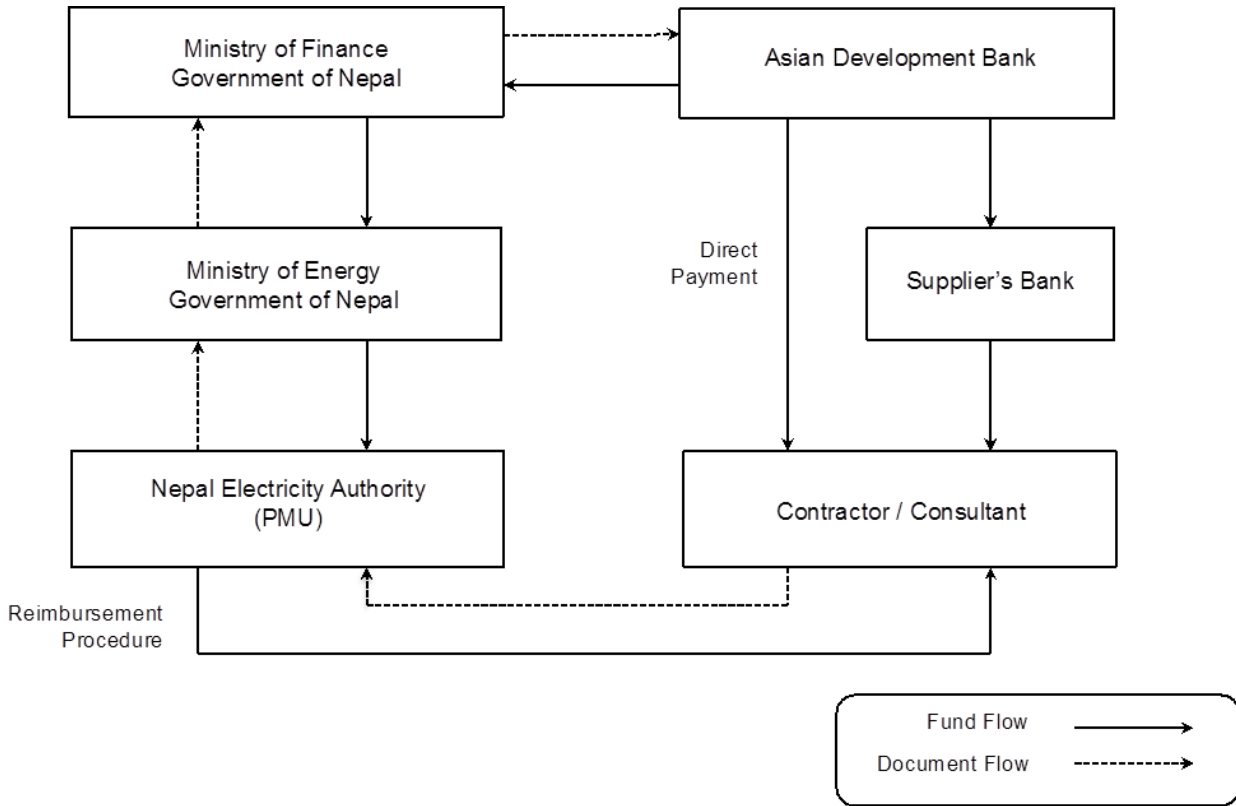 Ministry of Finance
Government of Nepal
Asian Development Bank
Ministry of Energy
Government of Nepal
Direct
Payment
Supplier’s Bank
Nepal Electricity Authority
(PMU)
Contractor / Consultant
Reimbursement
Procedure
Fund Flow
Document Flow